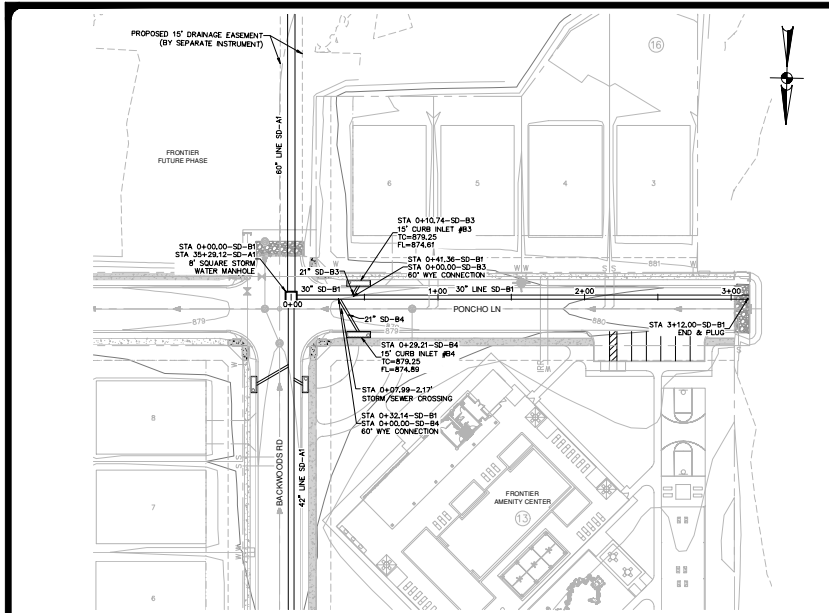 PROPOSED 15' DRAINAGE EASEMENT
(BY SEPARATE INSTRUMENT)
16
60" LINE SD-A1
FRONTIER
FUTURE PHASE
6
5
4
3
STA 0+10.74-SD-B3
15' CURB INLET #B3
TC=879.25
FL=874.61
STA 0+00.00-SD-B1
STA 35+29.12-SD-A1
8' SQUARE STORM
WATER MANHOLE
STA 0+41.36-SD-B1
STA 0+00.00-SD-B3
60° WYE CONNECTION
21" SD-B3
W W
S S
881
30" SD-B1
30" LINE SD-B1
0+00
1+00
2+00
3+00
PONCHO LN
879
879
879
880
21" SD-B4
STA 3+12.00-SD-B1
END & PLUG
STA 0+29.21-SD-B4
15' CURB INLET #B4
TC=879.25
FL=874.89
STA 0+07.99-2.17'
STORM/SEWER CROSSING
STA 0+32.14-SD-B1
STA 0+00.00-SD-B4
60° WYE CONNECTION
8
7
6
BACKWOODS RD
42" LINE SD-A1
FRONTIER
AMENITY CENTER
13